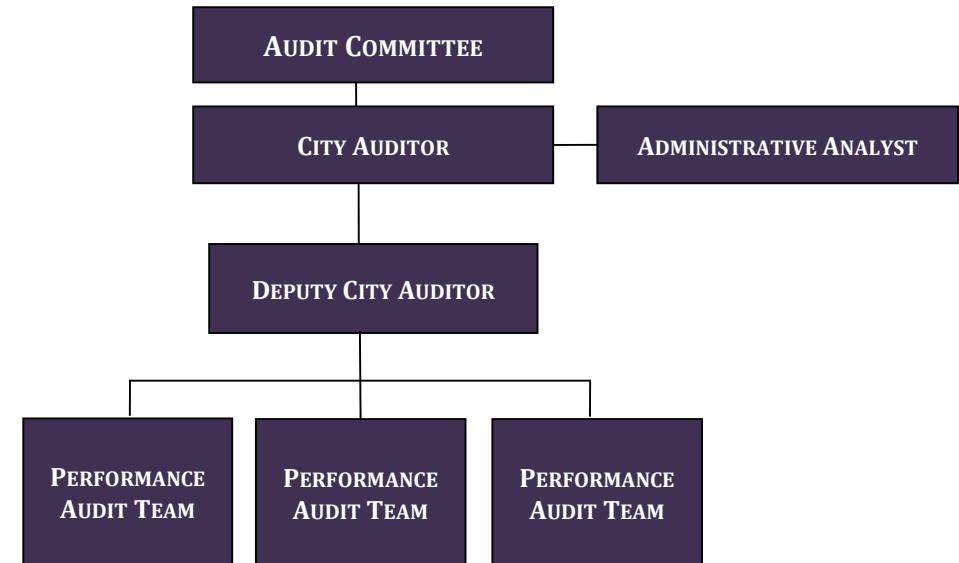 AUDIT COMMITTEE
CITY AUDITOR
ADMINISTRATIVE ANALYST
DEPUTY CITY AUDITOR
PERFORMANCE
AUDIT TEAM
PERFORMANCE
AUDIT TEAM
PERFORMANCE
AUDIT TEAM